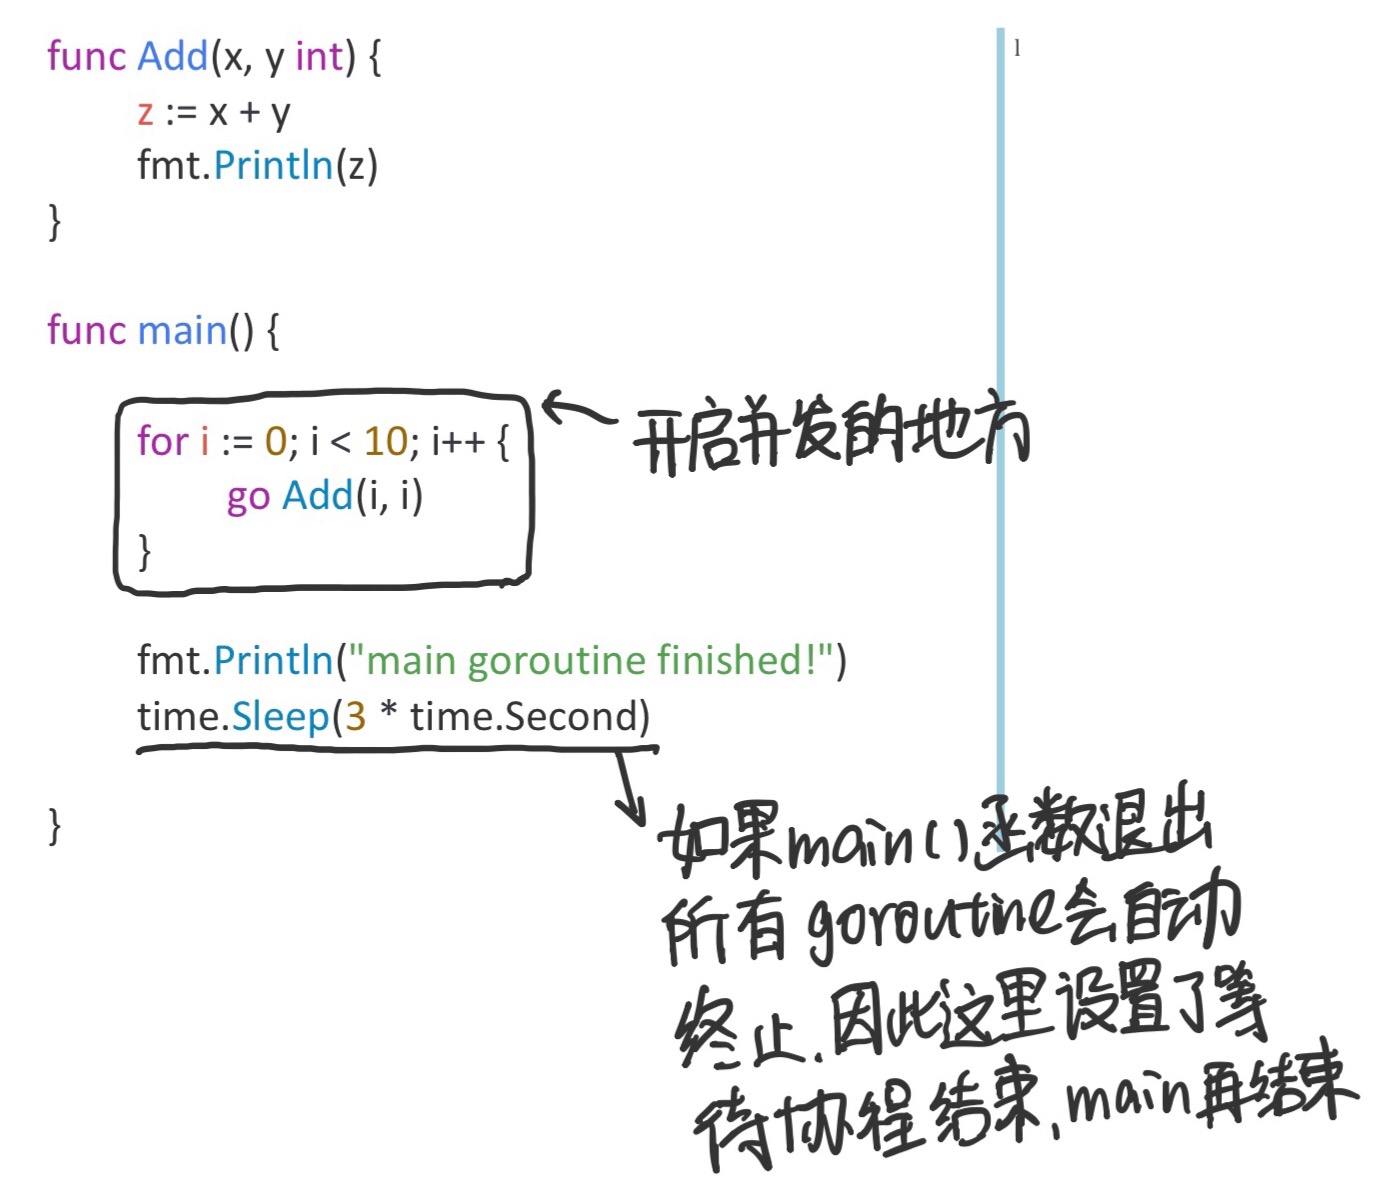 func Add(x, y int) {
z := x + y
fmt.Println(z)
}
func main() {
for i := 0; i < 10; i++ {
go Add(i, i)
}
开启并发的地方
fmt.Println("main goroutine finished!")
time.Sleep(3 * time.Second)
}
如果main()函数退出
所有goroutine会自动
终止.因此这里设置了等
待协程结束,main再结束
l